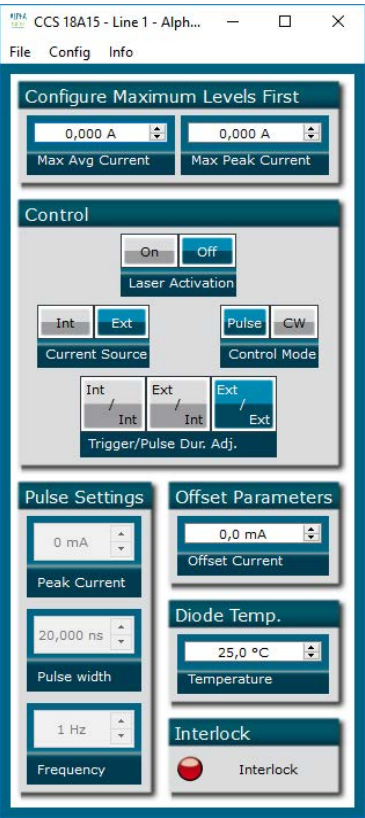 CCS 18A15 - Line 1 - Alph...
File Config Info
Configure Maximum Levels First
0,000 A 0,000 A
Max Avg Current Max Peak Current
Control
On Off
Laser Activation
Int Ext Pulse CW
Current Source Control Mode
Int Ext Ext
/ / /
Int Int Ext
Trigger/Pulse Dur. Adj.
Pulse Settings
0 mA
Peak Current
20,000 ns
Pulse width
1 Hz
Frequency
Offset Parameters
0,0 mA
Offset Current
Diode Temp.
25,0 °C
Temperature
Interlock
Interlock